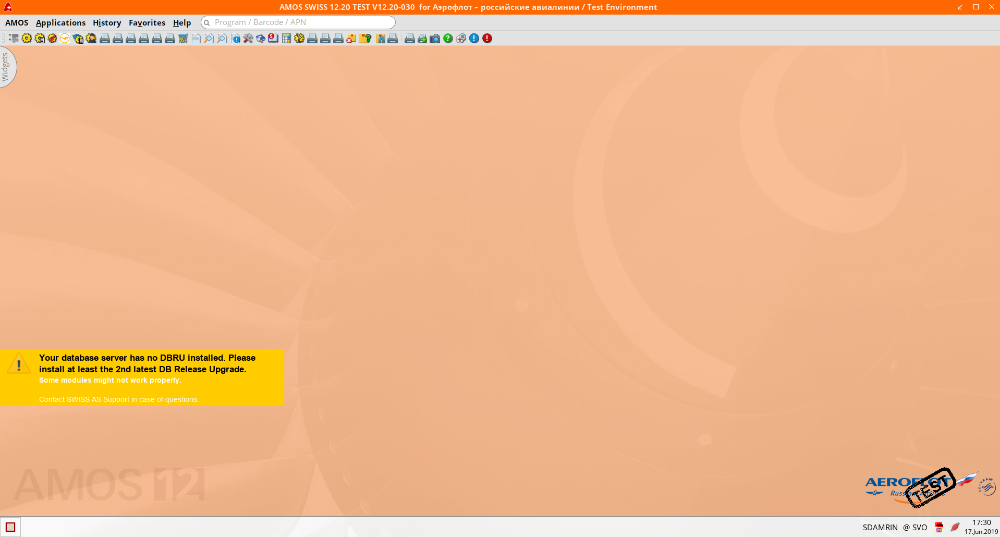 AMOS SWISS 12.20 TEST V12.20-030 for Аэрофлот – российские авиалинии / Test Environment
AMOS Applications History Favorites Help Program / Barcode / APN
Widgets
Your database server has no DBRU installed. Please
install at least the 2nd latest DB Release Upgrade.
Some modules might not work properly.
Contact SWISS AS Support in case of questions.
AMOS 12
AEROFLOT
Russian Airlines
TEST
SKYTEAM
SDAMRIN @ SVO
17:30
17.Jun.2019